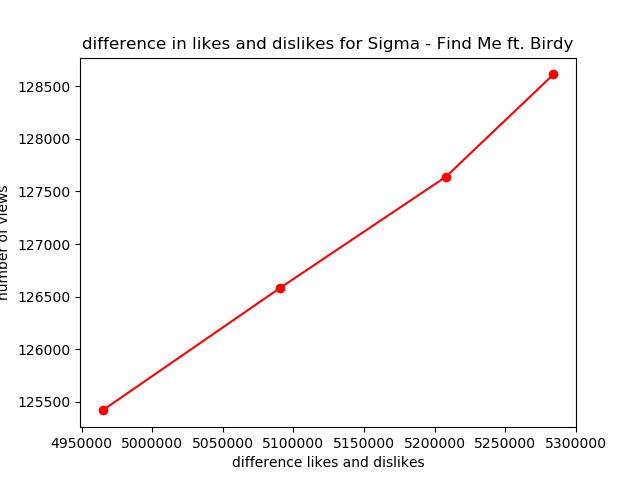 difference in likes and dislikes for Sigma - Find Me ft. Birdy
128500
128000
127500
127000
126500
126000
125500
number of views
4950000 5000000 5050000 5100000 5150000 5200000 5250000 5300000
difference likes and dislikes